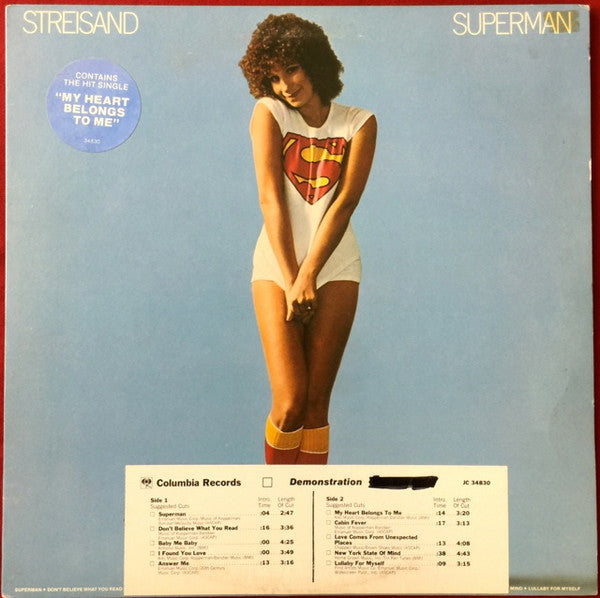 STREISAND
SUPERMAN
CONTAINS
THE HIT SINGLE
"MY HEART
BELONGS
TO ME"
34830
S
Columbia Records
Demonstration
JC 34830
Side 1
Suggested Cuts
Intro. Time
Length Of Cut
Superman :04 2:47
Don't Believe What You Read :16 3:36
Baby Me Baby :00 4:25
I Found You Love :00 3:49
Answer Me :13 3:16
Side 2
Suggested Cuts
Intro. Time
Length Of Cut
My Heart Belongs To Me :14 3:20
Cabin Fever :17 3:13
Love Comes From Unexpected
Places :13 4:08
New York State Of Mind :38 4:43
Lullaby For Myself :09 3:15
SUPERMAN • DON'T BELIEVE WHAT YOU READ
MIND • LULLABY FOR MYSELF